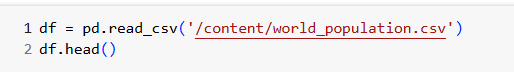 1 df = pd.read_csv('/content/world_population.csv')
2 df.head()